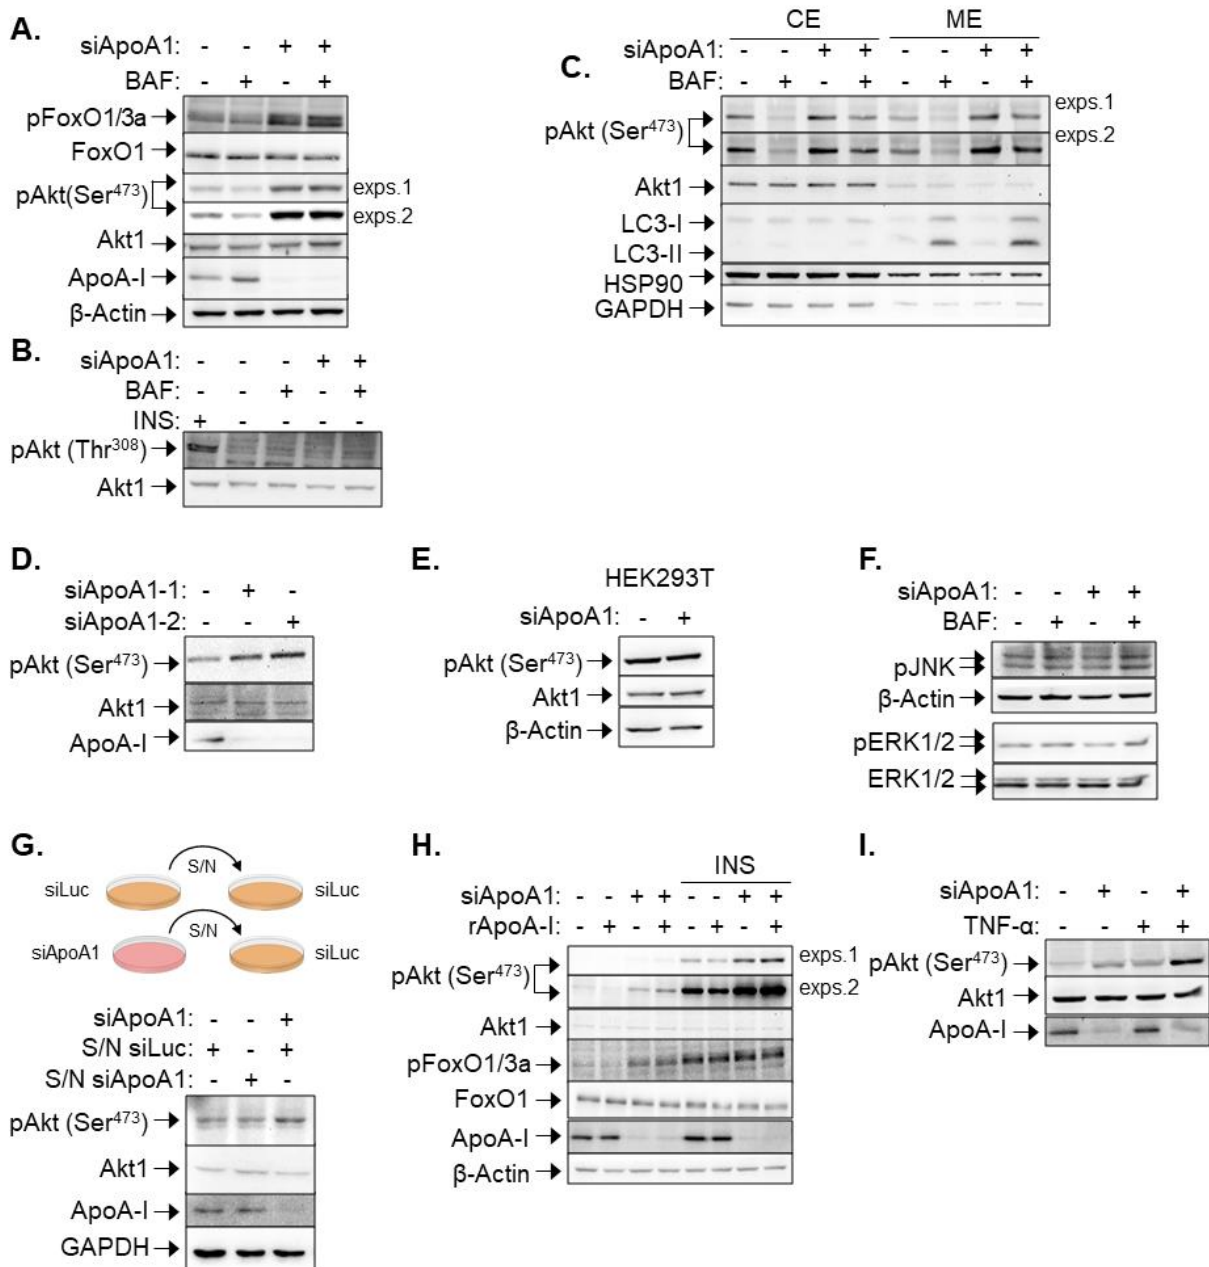 A.
siApoA1: - - + +
BAF: - + - +
pFoxO1/3a
FoxO1
pAkt(Ser473) exps.1
exps.2
Akt1
ApoA-I
β-Actin
B.
siApoA1: - - - + +
BAF: - - + - +
INS: + - - - -
pAkt (Thr308)
Akt1
C.
CE ME
siApoA1: - - + + - - + +
BAF: - + - + - + - +
exps.1
pAkt (Ser473)
exps.2
Akt1
LC3-I
LC3-II
HSP90
GAPDH
D.
siApoA1-1: - + -
siApoA1-2: - - +
pAkt (Ser473)
Akt1
ApoA-I
E.
HEK293T
siApoA1: - +
pAkt (Ser473)
Akt1
β-Actin
F.
siApoA1: - - + +
BAF: - + - +
pJNK
β-Actin
pERK1/2
ERK1/2
G.
S/N
siLuc siLuc
S/N
siApoA1 siLuc
siApoA1: - - +
S/N siLuc: + - +
S/N siApoA1: - + -
pAkt (Ser473)
Akt1
ApoA-I
GAPDH
H.
INS
siApoA1: - - + + - - + +
rApoA-I: - + - + - + - +
exps.1
pAkt (Ser473)
exps.2
Akt1
pFoxO1/3a
FoxO1
ApoA-I
β-Actin
I.
siApoA1: - + - +
TNF-α: - - + +
pAkt (Ser473)
Akt1
ApoA-I